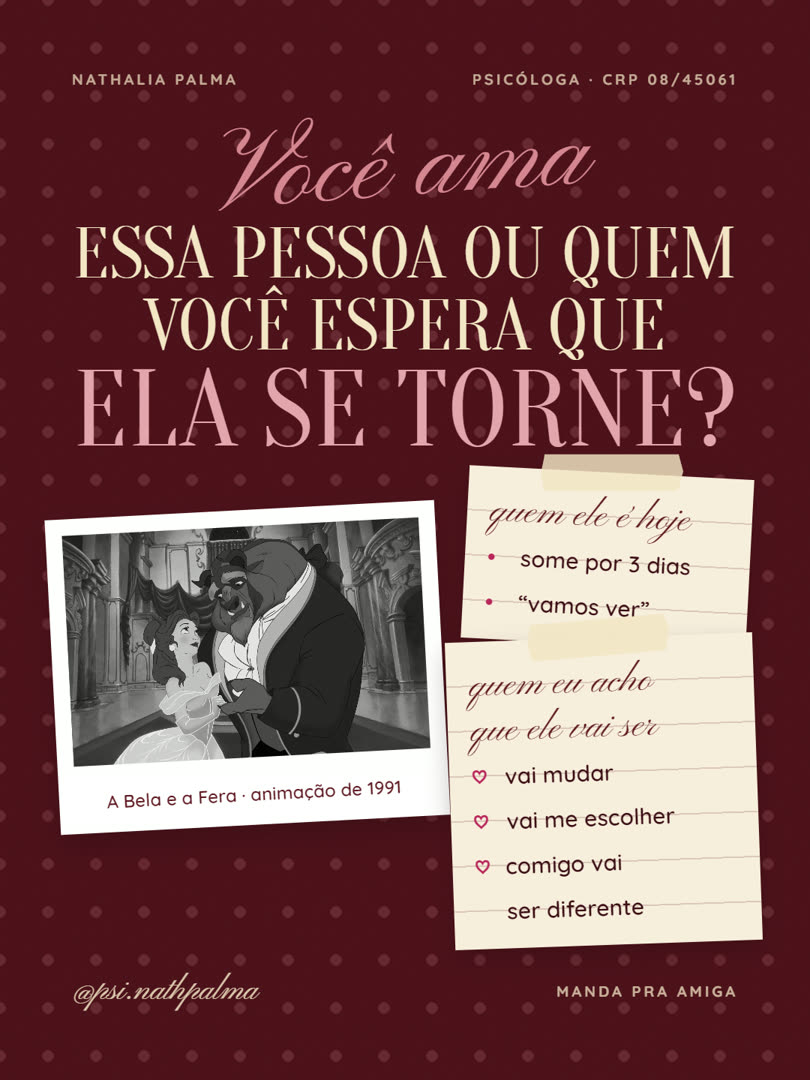 NATHALIA PALMA
PSICÓLOGA · CRP 08/45061
Você ama
ESSA PESSOA OU QUEM
VOCÊ ESPERA QUE
ELA SE TORNE?
quem ele é hoje
• some por 3 dias
• “vamos ver”
A Bela e a Fera · animação de 1991
quem eu acho
que ele vai ser
♡ vai mudar
♡ vai me escolher
♡ comigo vai
ser diferente
@psi.nathpalma
MANDA PRA AMIGA